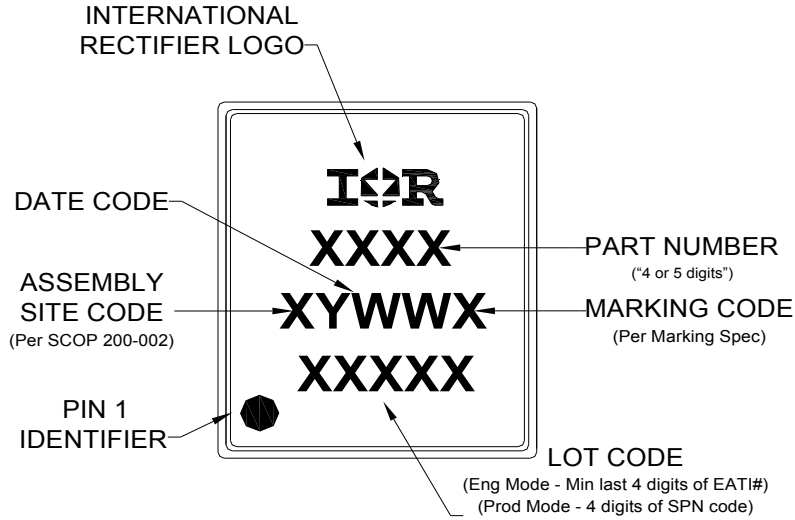 INTERNATIONAL
RECTIFIER LOGO
IOR
DATE CODE
XXXX
PART NUMBER
(“4 or 5 digits”)
ASSEMBLY
SITE CODE
(Per SCOP 200-002)
XYWWX
MARKING CODE
(Per Marking Spec)
XXXXX
PIN 1
IDENTIFIER
LOT CODE
(Eng Mode - Min last 4 digits of EATI#)
(Prod Mode - 4 digits of SPN code)